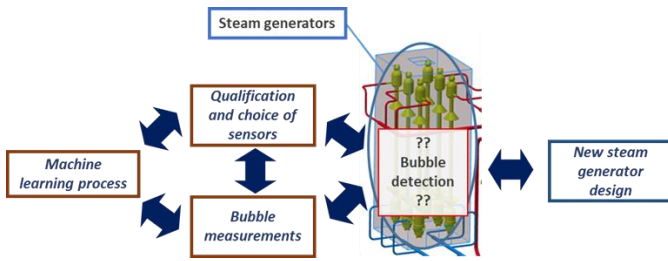 Steam generators
Qualification
and choice of
sensors
Machine
learning process
Bubble
measurements
??
Bubble
detection
??
New steam
generator
design